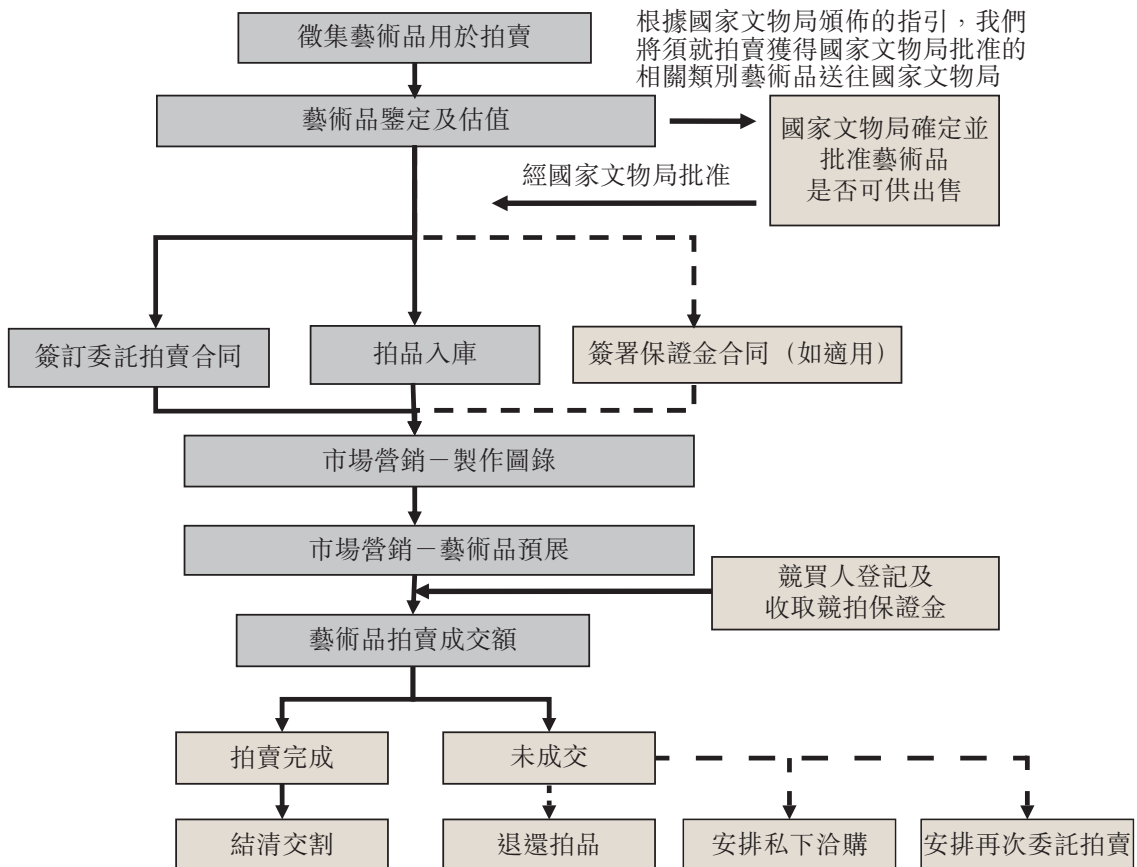 徵集藝術品用於拍賣
根據國家文物局頒佈的指引，我們
將須就拍賣獲得國家文物局批准的
相關類別藝術品送往國家文物局
藝術品鑒定及估值
國家文物局確定並
批准藝術品
是否可供出售
經國家文物局批准
簽訂委託拍賣合同
拍品入庫
簽署保證金合同（如適用）
市場營銷－製作圖錄
市場營銷－藝術品預展
競買人登記及
收取競拍保證金
藝術品拍賣成交額
拍賣完成
未成交
結清交割
退還拍品
安排私下洽購
安排再次委託拍賣